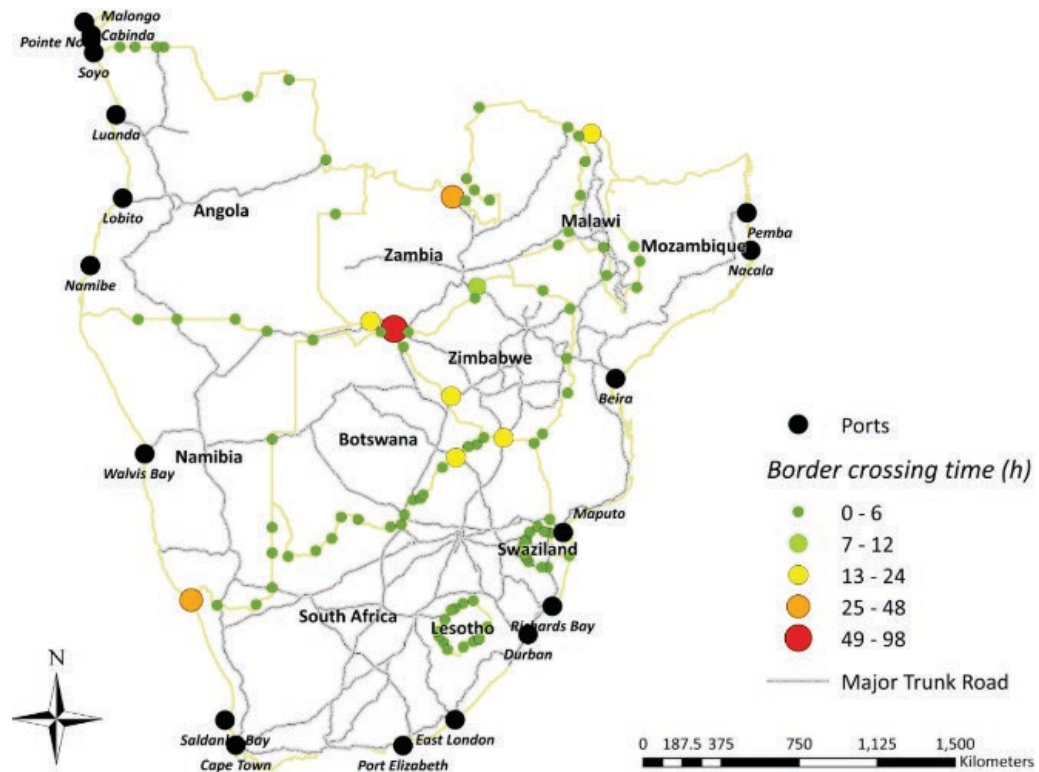 Malongo
Cabinda
Pointe No
Soyo
Luanda
Lobito
Angola
Namibe
Malawi
Zambia
Mozambique
Pemba
Nacala
Zimbabwe
Beira
Botswana
Namibia
Walvis Bay
Maputo
Swaziland
South Africa
Lesotho
Richards Bay
Durban
Saldanha Bay
East London
Cape Town
Port Elizabeth
N
Ports
Border crossing time (h)
0 - 6
7 - 12
13 - 24
25 - 48
49 - 98
Major Trunk Road
0 187.5 375 750 1,125 1,500
Kilometers